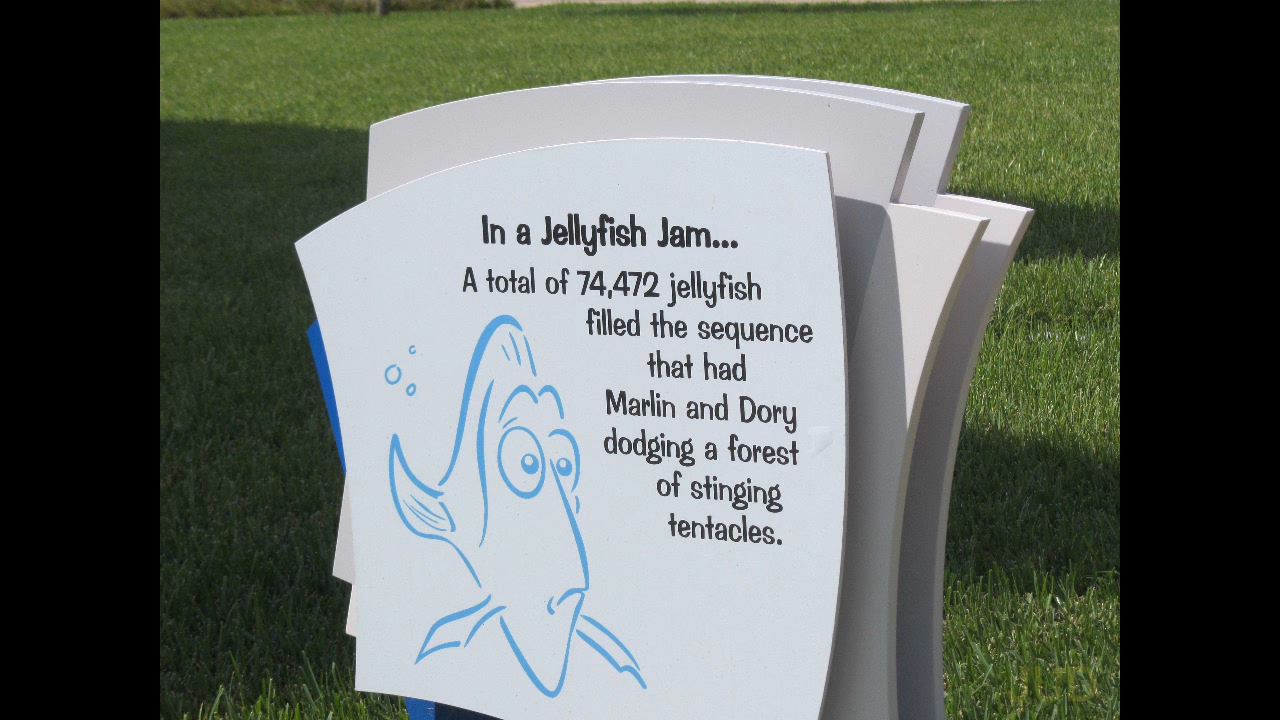 In a Jellyfish Jam...
A total of 74,472 jellyfish
filled the sequence
that had
Marlin and Dory
dodging a forest
of stinging
tentacles.